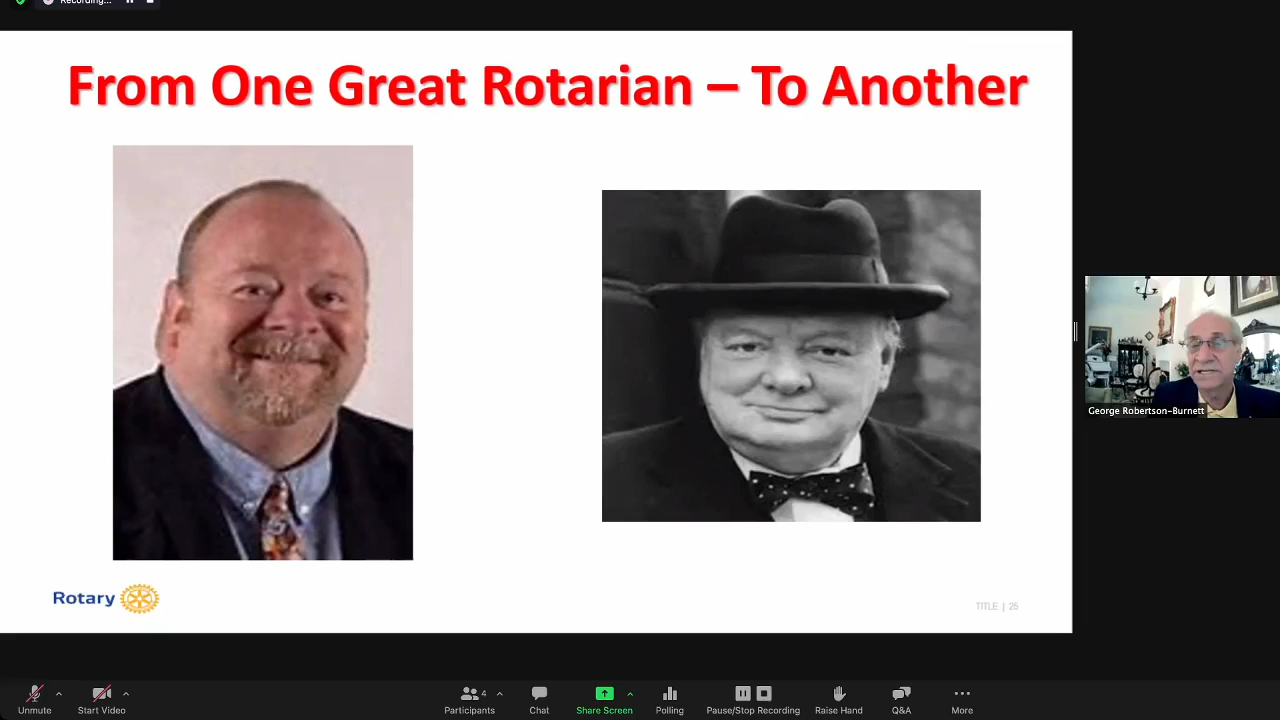 Recording...
From One Great Rotarian – To Another
George Robertson-Burnett
Rotary
TITLE | 25
Unmute
Start Video
4
Participants
Chat
Share Screen
Polling
Pause/Stop Recording
Raise Hand
Q&A
More